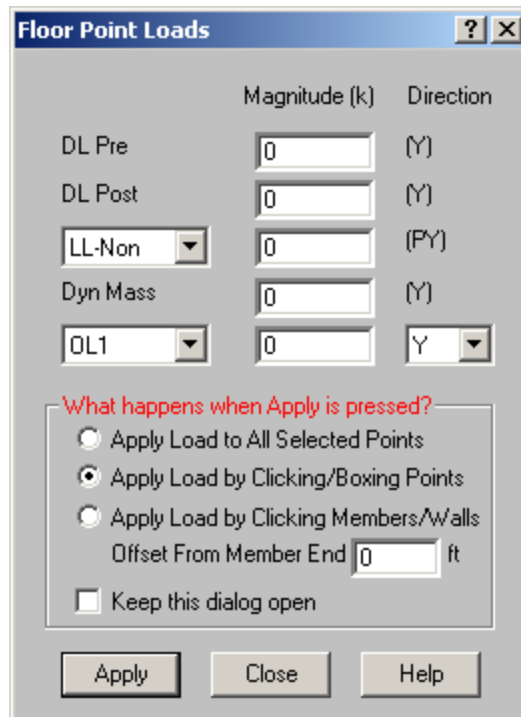 Floor Point Loads
Magnitude (k) Direction
DL Pre 0 (Y)
DL Post 0 (Y)
LL-Non 0 (PY)
Dyn Mass 0 (Y)
OL1 0 Y
What happens when Apply is pressed?
Apply Load to All Selected Points
Apply Load by Clicking/Boxing Points
Apply Load by Clicking Members/Walls
Offset From Member End 0 ft
Keep this dialog open
Apply Close Help